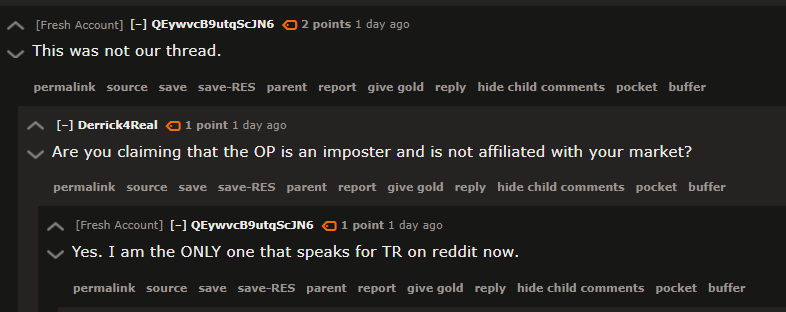 [Fresh Account] [–] QEywvcB9utqScJN6 2 points 1 day ago
This was not our thread.
permalink source save save-RES parent report give gold reply hide child comments pocket buffer
[–] Derrick4Real 1 point 1 day ago
Are you claiming that the OP is an imposter and is not affiliated with your market?
permalink source save save-RES parent report give gold reply hide child comments pocket buffer
[Fresh Account] [–] QEywvcB9utqScJN6 1 point 1 day ago
Yes. I am the ONLY one that speaks for TR on reddit now.
permalink source save save-RES parent report give gold reply hide child comments pocket buffer